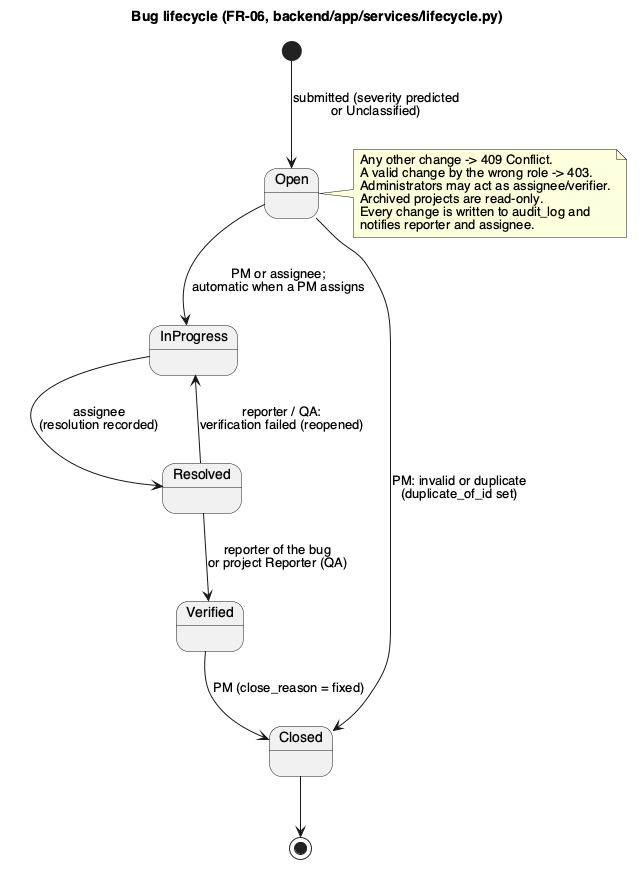 Bug lifecycle (FR-06, backend/app/services/lifecycle.py)
submitted (severity predicted
or Unclassified)
Open
Any other change -> 409 Conflict.
A valid change by the wrong role -> 403.
Administrators may act as assignee/verifier.
Archived projects are read-only.
Every change is written to audit_log and
notifies reporter and assignee.
PM or assignee;
automatic when a PM assigns
InProgress
assignee
(resolution recorded)
reporter / QA:
verification failed (reopened)
Resolved
PM: invalid or duplicate
(duplicate_of_id set)
reporter of the bug
or project Reporter (QA)
Verified
PM (close_reason = fixed)
Closed